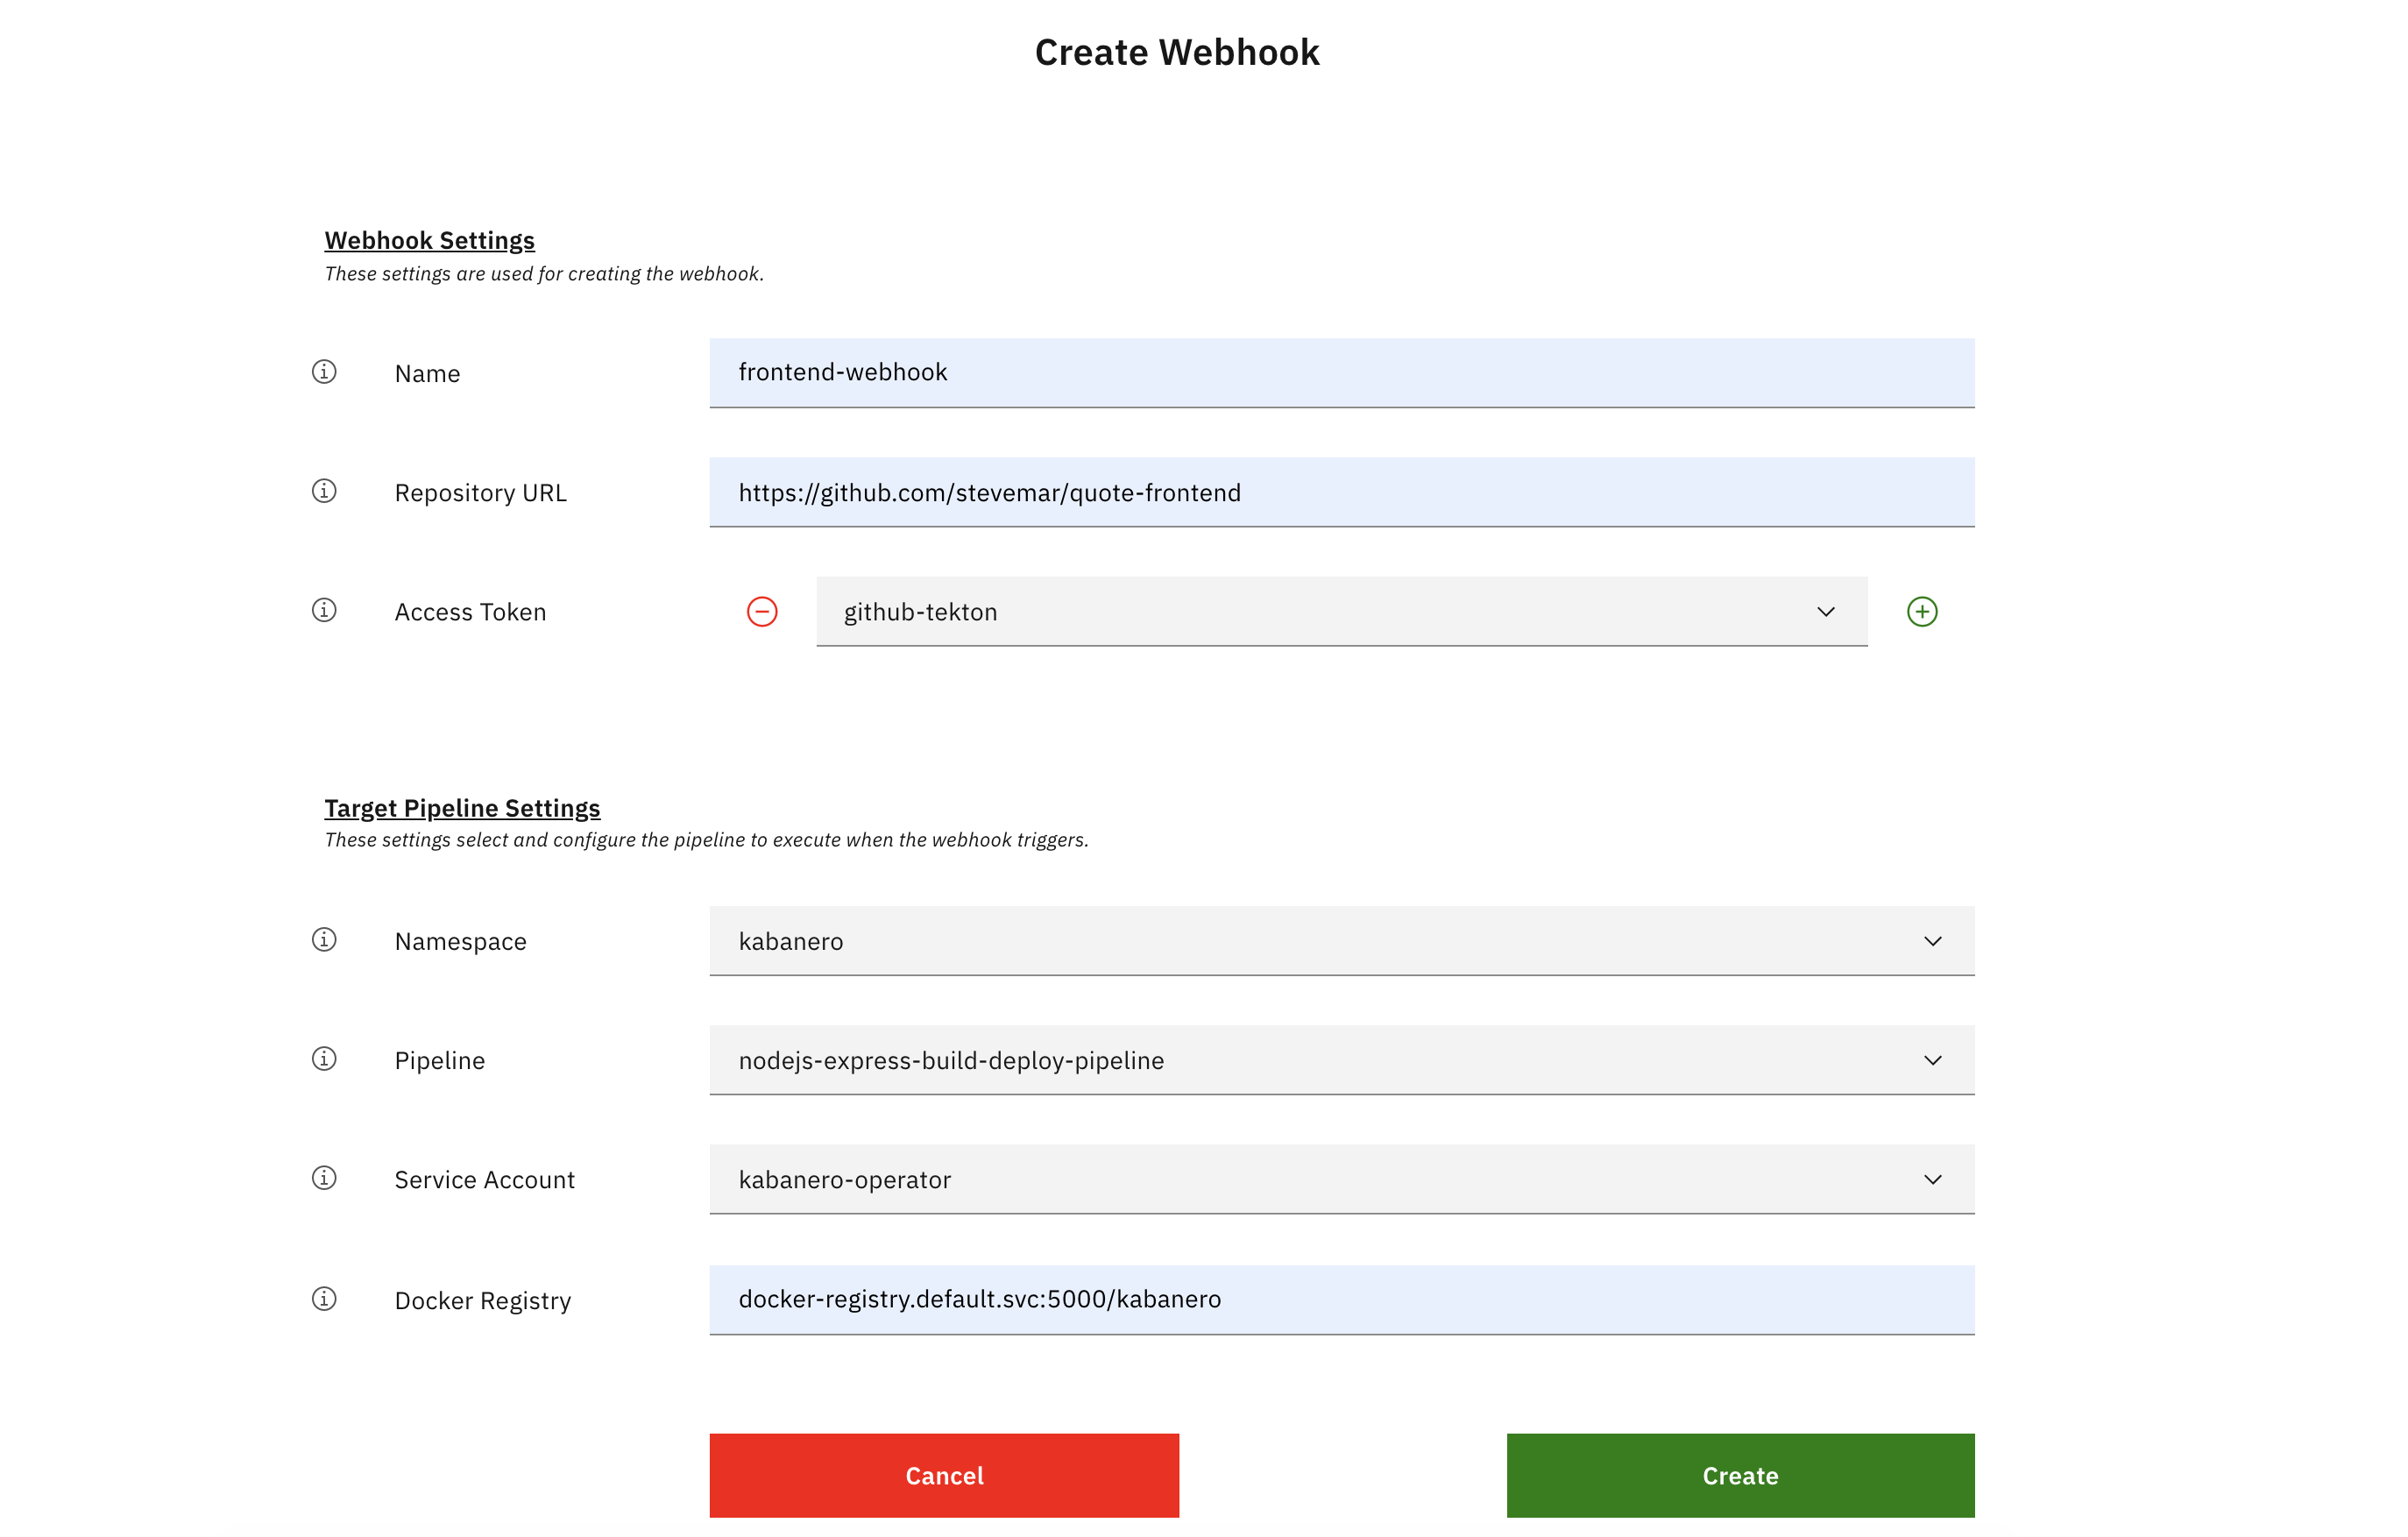 Create Webhook
Webhook Settings
These settings are used for creating the webhook.
Name
frontend-webhook
Repository URL
https://github.com/stevemar/quote-frontend
Access Token
github-tekton
Target Pipeline Settings
These settings select and configure the pipeline to execute when the webhook triggers.
Namespace
kabanero
Pipeline
nodejs-express-build-deploy-pipeline
Service Account
kabanero-operator
Docker Registry
docker-registry.default.svc:5000/kabanero
Cancel
Create